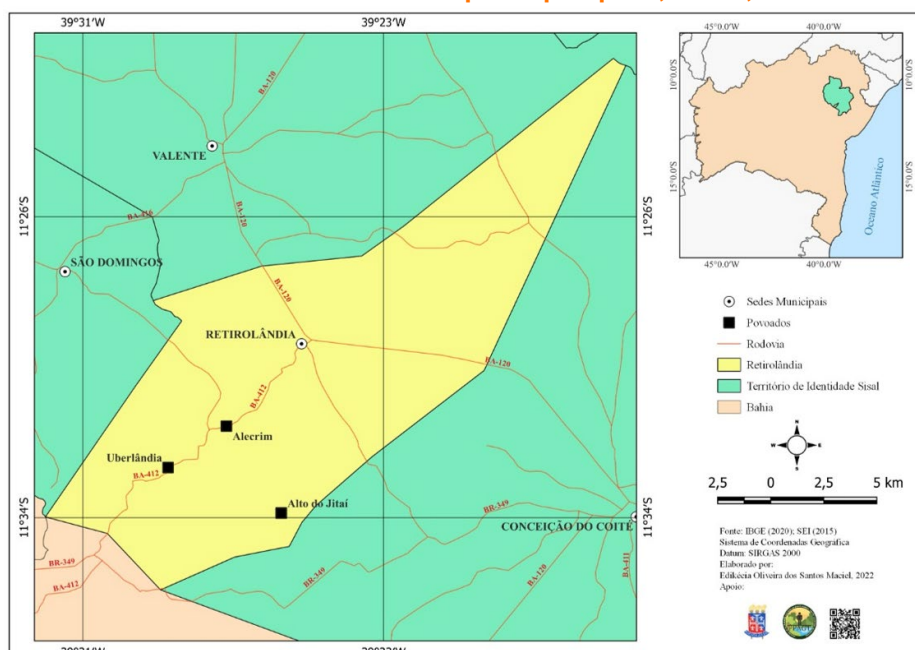 39°31'W
39°23'W
BA-120
VALENTE
11°26'S
11°26'S
BA-416
BA-120
SÃO DOMINGOS
BA-120
RETIROLÂNDIA
BA-120
BA-412
Alecrim
Uberlândia
BA-412
Alto do Jitaí
11°34'S
11°34'S
BR-349
CONCEIÇÃO DO COITÉ
BR-349
BA-412
BR-349
BA-120
BA-411
45°0.0'W
40°0.0'W
10°0.0'S
10°0.0'S
15°0.0'S
15°0.0'S
Oceano Atlântico
45°0.0'W
40°0.0'W
Sedes Municipais
Povoados
Rodovia
Retirolândia
Território de Identidade Sisal
Bahia
N
W
E
S
2,5 0 2,5 5 km
Fonte: IBGE (2020); SEI (2015)
Sistema de Coordenadas Geográfica
Datum: SIRGAS 2000
Elaborado por:
Edikécia Oliveira dos Santos Maciel, 2022
Apoio: